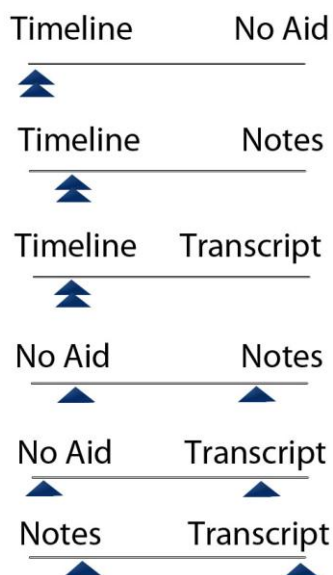 Timeline No Aid
Timeline Notes
Timeline Transcript
No Aid Notes
No Aid Transcript
Notes Transcript